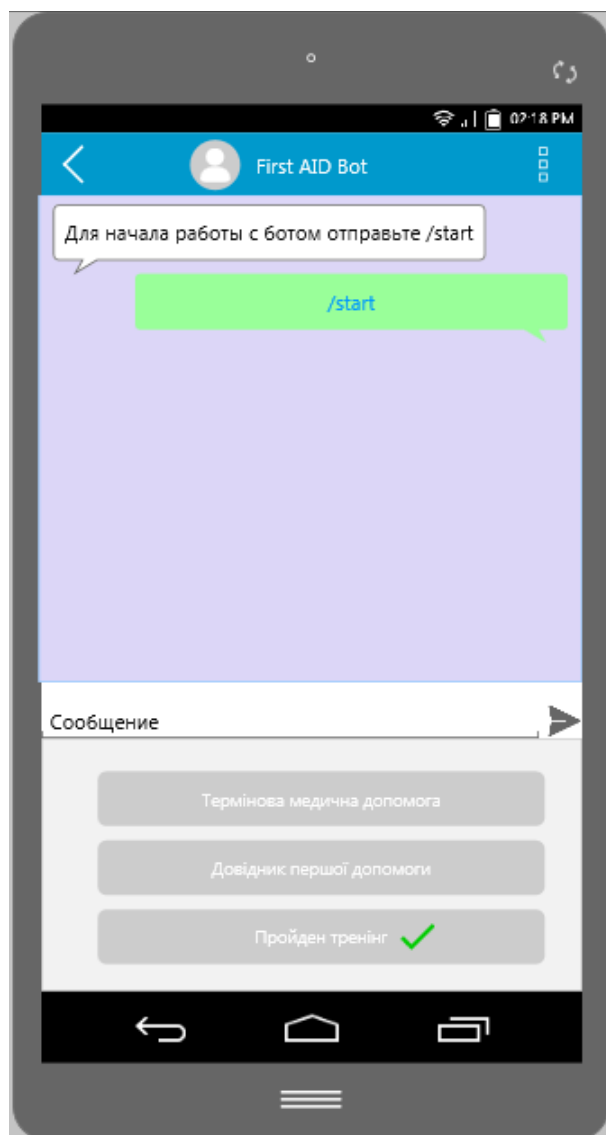 02:18 PM
First AID Bot
Для начала работы с ботом отправьте /start
/start
Сообщение
Термінова медична допомога
Довідник першої допомоги
Пройден тренінг